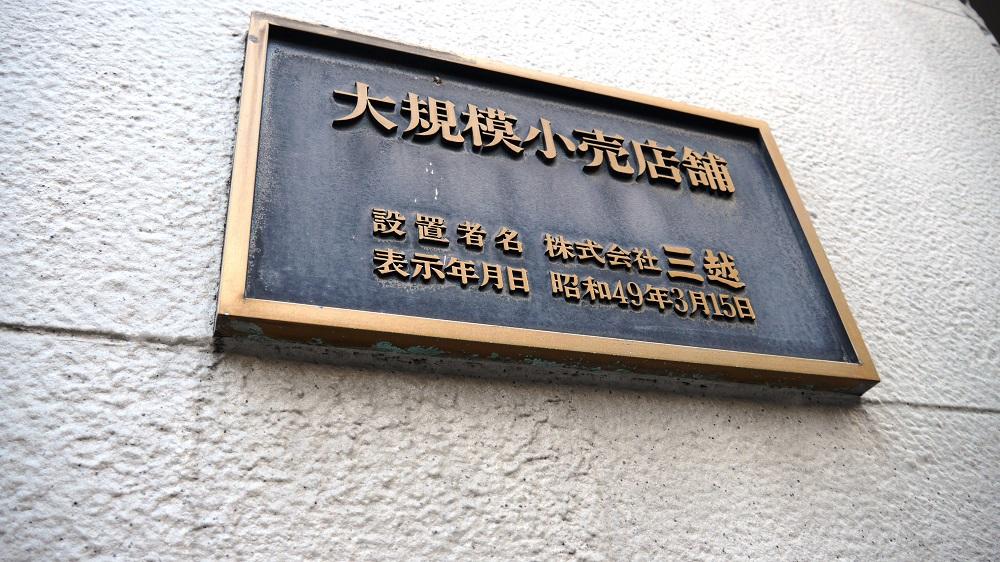 大規模小売店舗
設置者名 株式会社三越
表示年月日 昭和49年3月15日